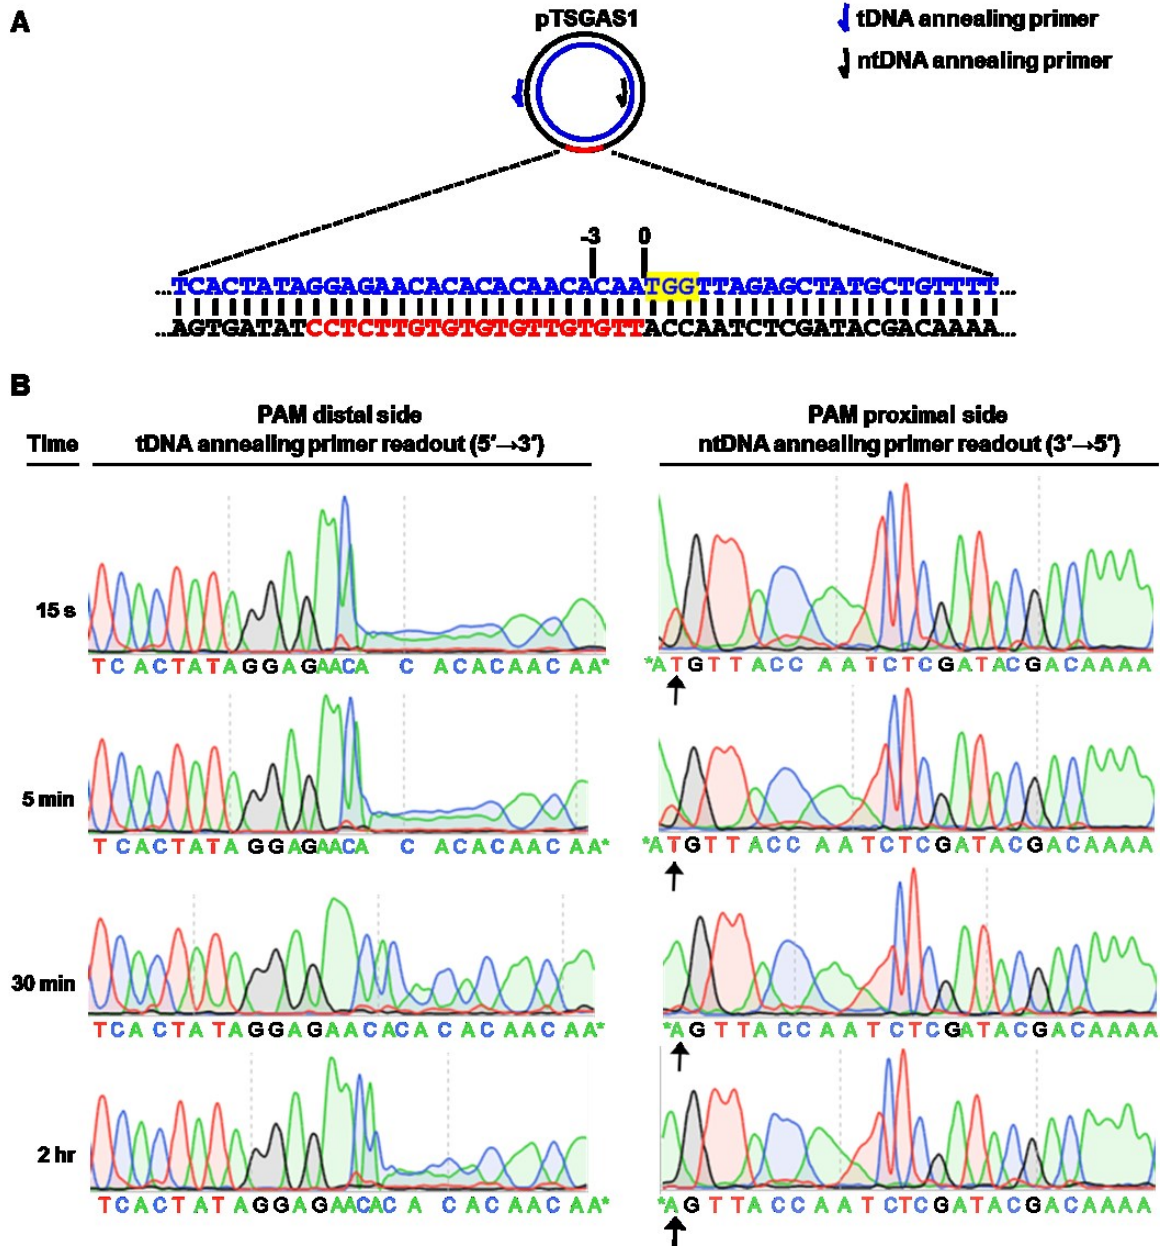 A
pTSGAS1
tDNA annealing primer
ntDNA annealing primer
-3 0
...TCACTATAGGAGAACACACACAACACAATGGTTAGAGCTATGCTGTTTT...
...AGTGATATCCTCTTGTGTGTGTTGTGTTACCAATCTCGATACGACAAAA...
B
PAM distal side
PAM proximal side
Time
tDNA annealing primer readout (5′→3′)
ntDNA annealing primer readout (3′→5′)
15 s
TCACTATAGGAGAACA C ACACAACAA*
*ATGTTACC AATCTCGATACGACAAAA
5 min
TCACTATAGGAGAACA C ACACAACAA*
*ATGTTACC AATCTCGATACGACAAAA
30 min
TCACTATAGGAGAACACACACAACAA*
*AGTTACCAATCTCGATACGACAAAA
2 hr
TCACTATAGGAGAACACA CACAACAA*
*AGTTACCAATCTCGATACGACAAAA